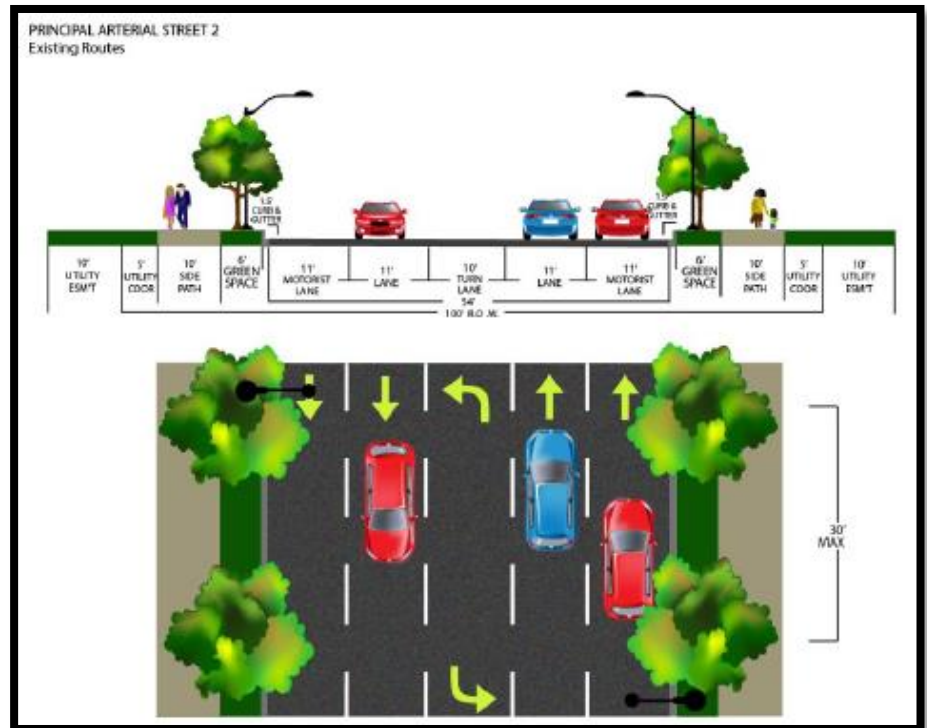 PRINCIPAL ARTERIAL STREET 2
Existing Routes
1.5'
CURB &
GUTTER
1.5'
CURB &
GUTTER
10'
UTILITY
ESM'T
5'
UTILITY
COOR
10'
SIDE
PATH
6'
GREEN
SPACE
11'
MOTORIST
LANE
11'
LANE
10'
TURN
LANE
11'
LANE
11'
MOTORIST
LANE
6'
GREEN
SPACE
10'
SIDE
PATH
5'
UTILITY
COOR
10'
UTILITY
ESM'T
54'
100' R.O.W.
30'
MAX